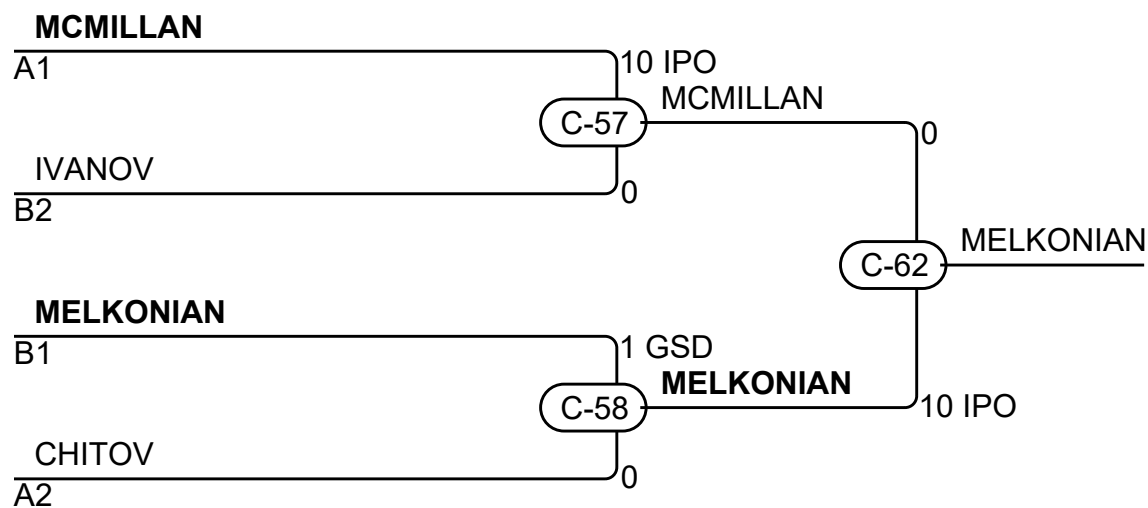 MCMILLAN
A1
10 IPO
C-57
MCMILLAN
0
IVANOV
B2
0
C-62
MELKONIAN
MELKONIAN
B1
1 GSD
C-58
MELKONIAN
10 IPO
CHITOV
A2
0